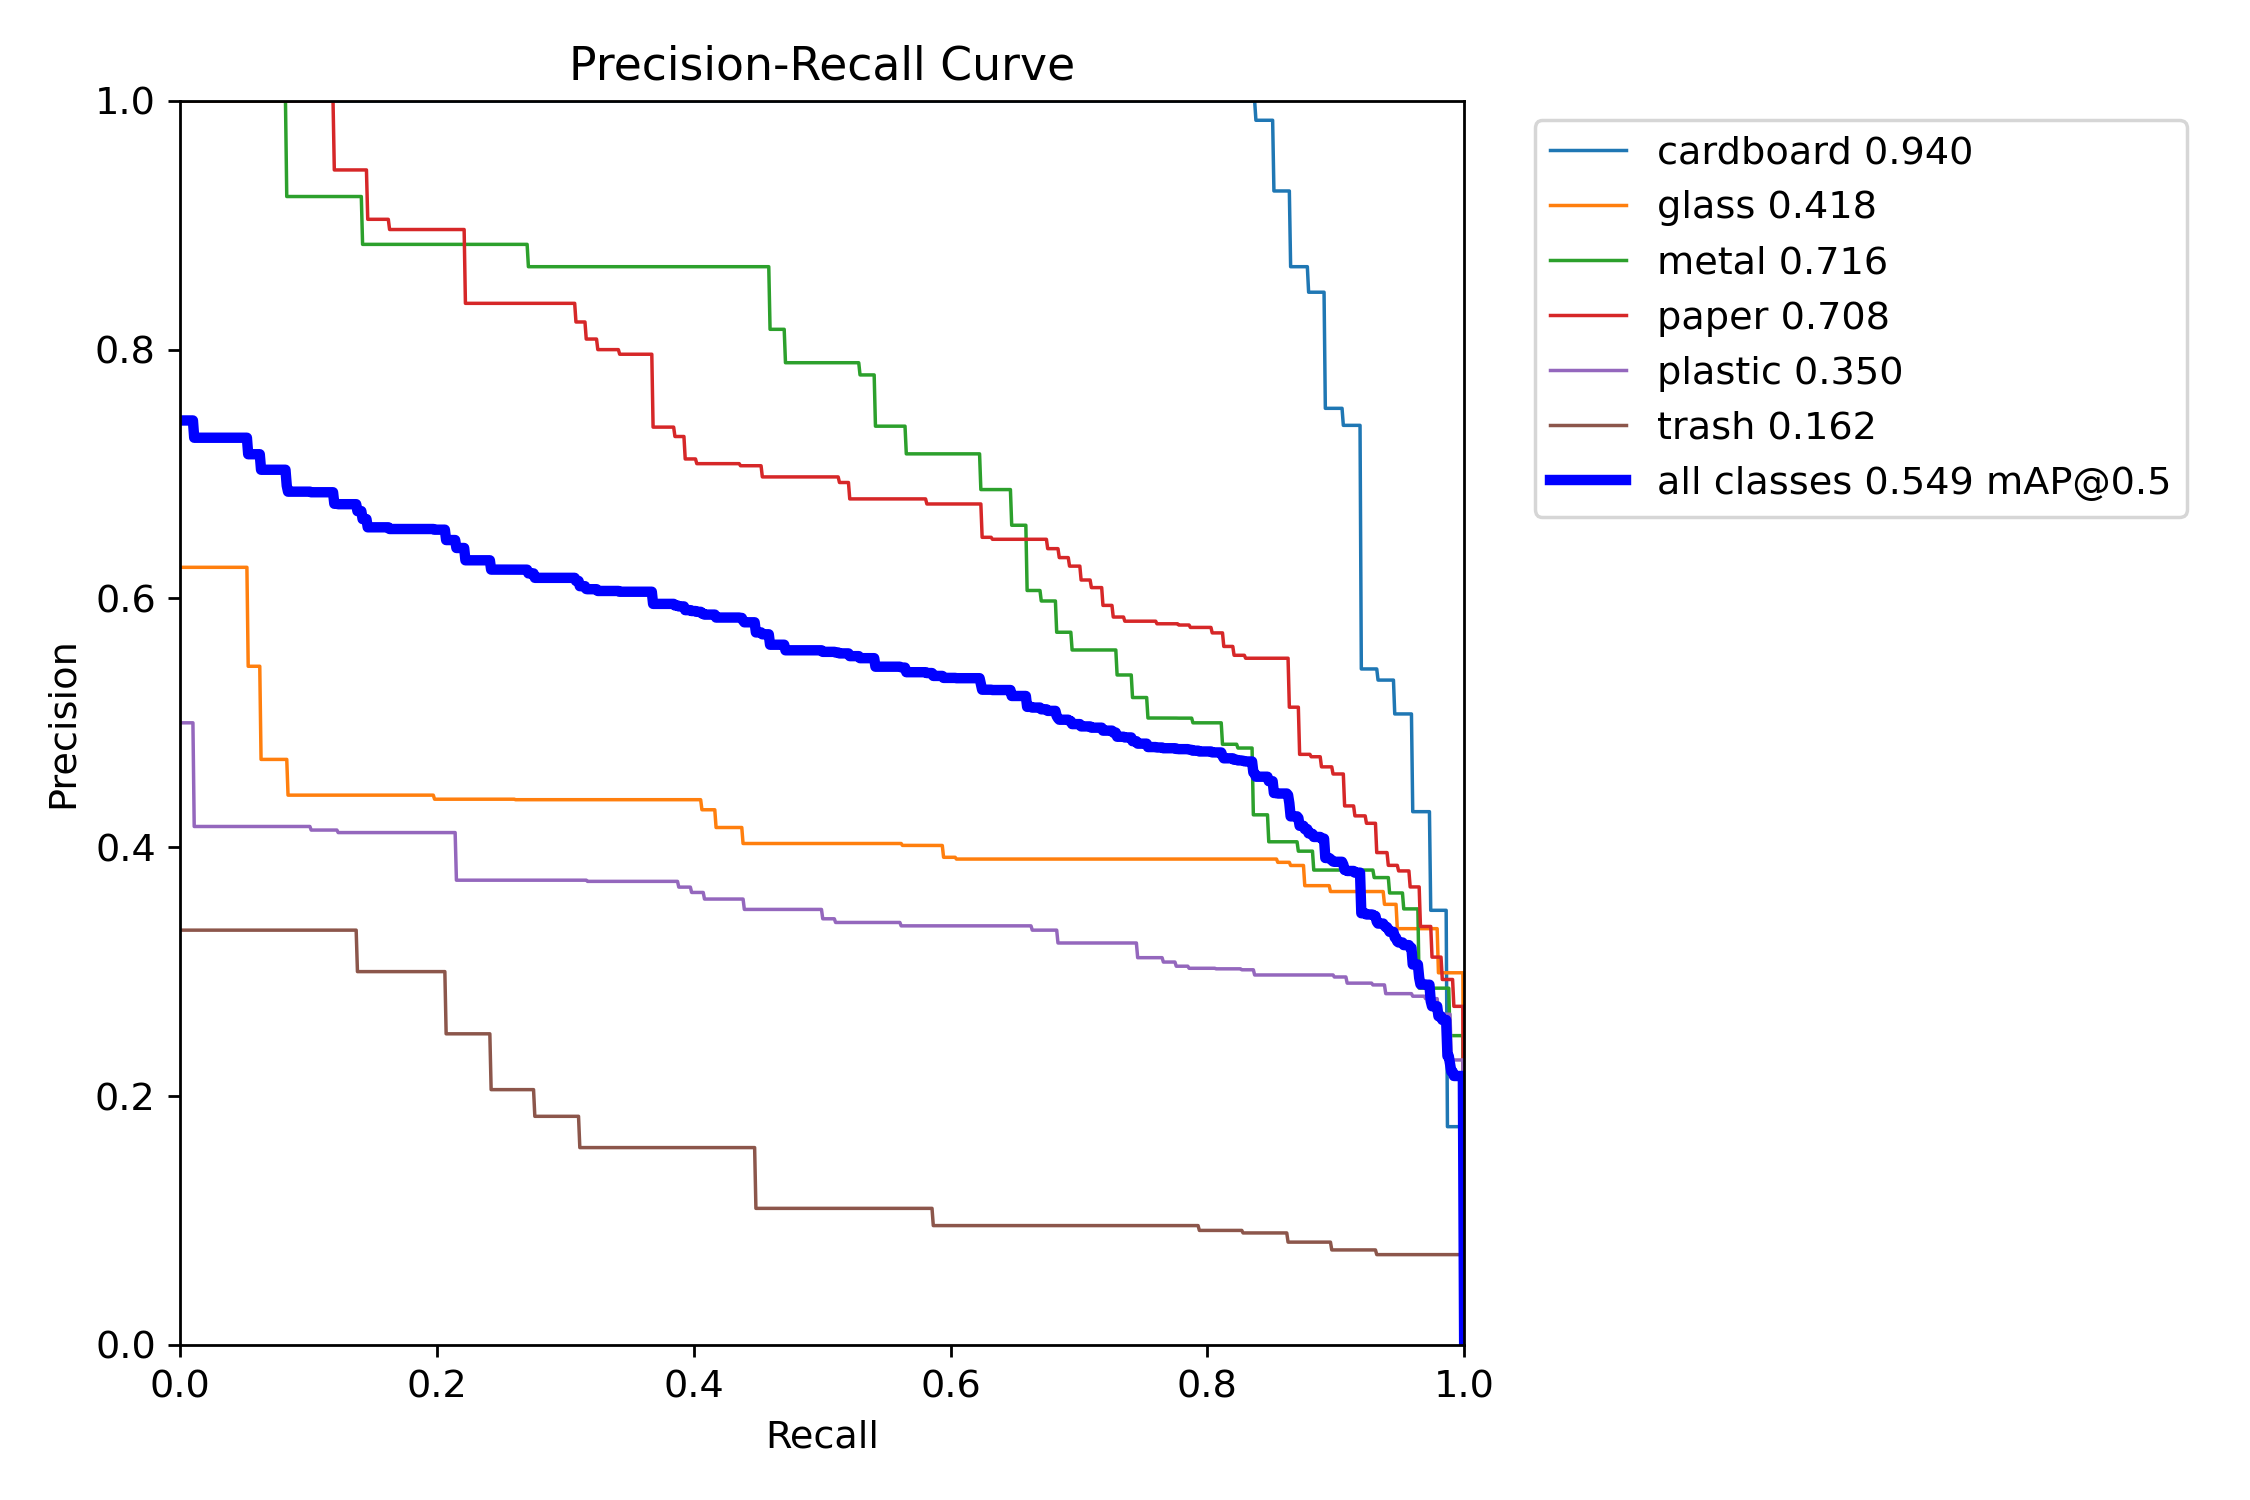 Precision-Recall Curve
1.0
0.8
0.6
0.4
0.2
0.0
Precision
0.0 0.2 0.4 0.6 0.8 1.0
Recall
cardboard 0.940
glass 0.418
metal 0.716
paper 0.708
plastic 0.350
trash 0.162
all classes 0.549 mAP@0.5